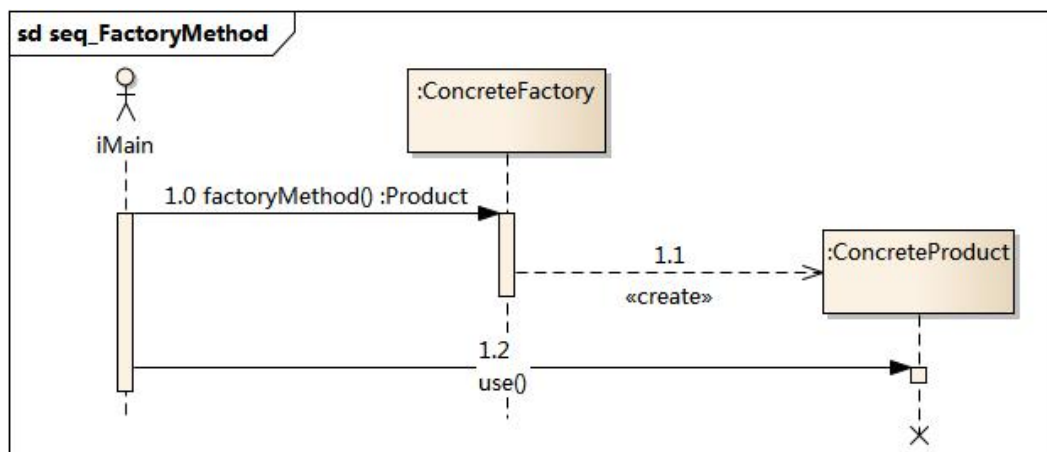 sd seq_FactoryMethod
:ConcreteFactory
iMain
1.0 factoryMethod() :Product
:ConcreteProduct
1.1
«create»
1.2
use()